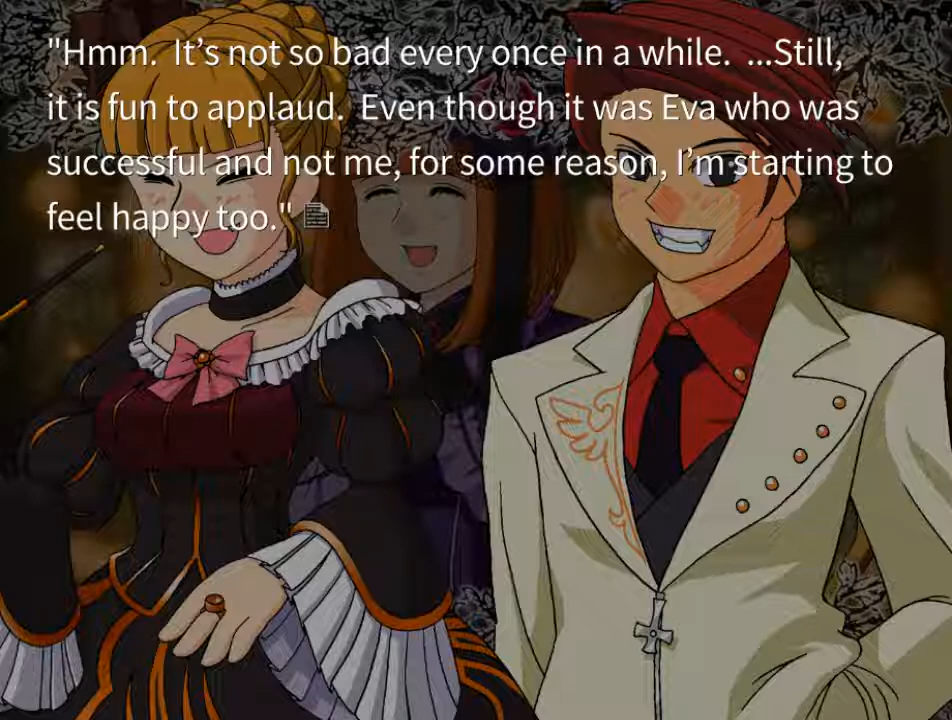 "Hmm.  It’s not so bad every once in a while.  ...Still,
it is fun to applaud.  Even though it was Eva who was
successful and not me, for some reason, I’m starting to
feel happy too."